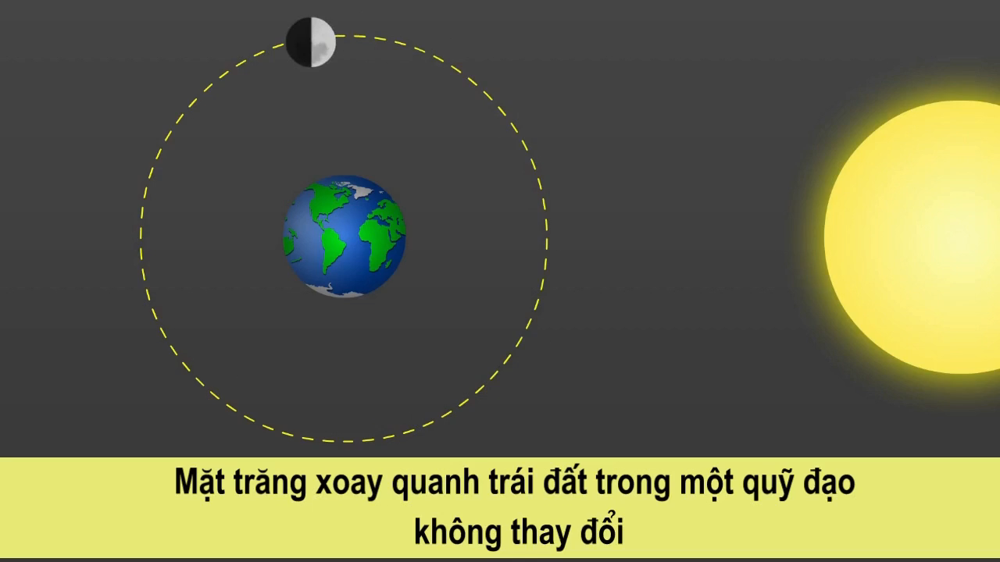 Mặt trăng xoay quanh trái đất trong một quỹ đạo
không thay đổi